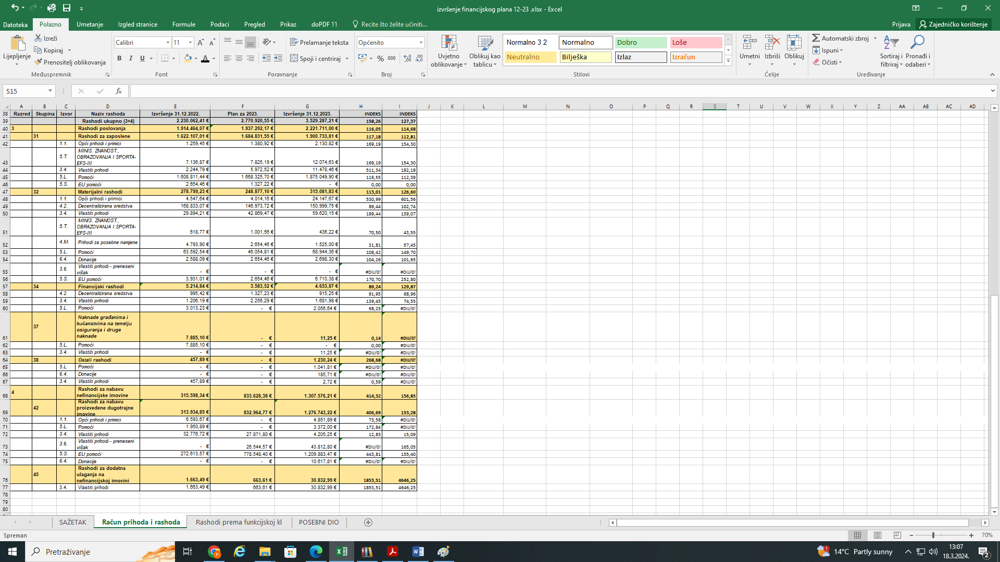 izvršenje financijskog plana 12-23 .xlsx - Excel
Datoteka Polazno Umetanje Izgled stranice Formule Podaci Pregled Prikaz doPDF 11 Recite što želite učiniti... Prijava Zajedničko korištenje
Lijepljenje Izreži Kopiraj Prenositelj oblikovanja
Međuspremnik
Calibri 11
B I U
Font
Prelamanje teksta
Spoji i centriraj
Poravnanje
Općenito
% 000
Broj
Uvjetno oblikovanje
Oblikuj kao tablicu
Normalno 3 2 Normalno Dobro Loše
Neutralno Bilješka Izlaz Izračun
Stilovi
Umetni Izbriši Oblikuj
Ćelije
Automatski zbroj
Ispuni
Očisti
Sortiraj i filtriraj
Pronađi i odaberi
Uređivanje
S15 fx
A B C D E F G H I J K L M N O P Q R S T U V W X Y Z AA AB AC AD
38 Razred Skupina Izvor Naziv rashoda Izvršenje 31.12.2022. Plan za 2023. Izvršenje 31.12.2023. INDEKS INDEKS
39 Rashodi ukupno (3+4) 2.230.062,41 € 2.770.920,55 € 3.529.287,21 € 158,26 127,37
40 3 Rashodi poslovanja 1.914.464,07 € 1.937.292,17 € 2.221.711,00 € 116,05 114,68
41 31 Rashodi za zaposlene 1.622.107,01 € 1.684.831,55 € 1.900.733,81 € 117,18 112,81
42 1.1. Opći prihodi i primici 1.259,45 € 1.380,92 € 2.130,82 € 169,19 154,30
43 5.T. MINIS. ZNANOST., OBRAZOVANJA I SPORTA-EFS-III 7.136,87 € 7.825,19 € 12.074,63 € 169,19 154,30
44 3.4. Vlastiti prihodi 2.244,79 € 5.972,52 € 11.478,46 € 511,34 192,19
45 5.L. Pomoći 1.608.811,44 € 1.668.325,70 € 1.875.049,90 € 116,55 112,39
46 5.S. EU pomoći 2.654,46 € 1.327,22 € - € 0,00 0,00
47 32 Materijalni rashodi 278.799,23 € 248.877,10 € 315.081,83 € 113,01 126,60
48 1.1. Opći prihodi i primici 4.547,64 € 4.014,16 € 24.147,67 € 530,99 601,56
49 4.2. Decentralizirana sredstva 168.833,07 € 146.973,72 € 150.999,75 € 89,44 102,74
50 3.4. Vlastiti prihodi 29.894,21 € 42.869,47 € 59.620,15 € 199,44 139,07
51 5.T. MINIS. ZNANOST., OBRAZOVANJA I SPORTA-EFS-III 618,77 € 1.001,56 € 436,22 € 70,50 43,55
52 4.M. Prihodi za posebne namjene 4.793,90 € 2.654,46 € 1.525,00 € 31,81 57,45
53 5.L. Pomoći 63.592,54 € 46.054,81 € 68.944,36 € 108,42 149,70
54 6.4. Donacije 2.588,09 € 2.654,46 € 2.698,30 € 104,26 101,65
55 3.6. Vlastiti prihodi - preneseni višak - € - € - € #DIJ/0! #DIJ/0!
56 5.S. EU pomoći 3.931,01 € 2.654,46 € 6.710,38 € 170,70 252,80
57 34 Financijski rashodi 5.214,84 € 3.583,52 € 4.653,87 € 89,24 129,87
58 4.2. Decentralizirana sredstva 995,42 € 1.327,23 € 915,25 € 91,95 68,96
59 3.4. Vlastiti prihodi 1.206,19 € 2.256,29 € 1.681,98 € 139,45 74,55
60 5.L. Pomoći 3.013,23 € - € 2.056,64 € 68,25 #DIJ/0!
61 37 Naknade građanima i kućanstvima na temelju osiguranja i druge naknade 7.885,10 € - € 11,25 € 0,14 #DIJ/0!
62 5.L. Pomoći 7.885,10 € - € - € 0,00 #DIJ/0!
63 3.4. Vlastiti prihodi - € - € 11,25 € #DIJ/0! #DIJ/0!
64 38 Ostali rashodi 457,89 € - € 1.230,24 € 268,68 #DIJ/0!
65 5.L. Pomoći - € - € 1.041,81 € #DIJ/0! #DIJ/0!
66 6.4. Donacije - € - € 185,71 € #DIJ/0! #DIJ/0!
67 3.4. Vlastiti prihodi 457,89 € - € 2,72 € 0,59 #DIJ/0!
68 4 Rashodi za nabavu nefinancijske imovine 315.598,34 € 833.628,38 € 1.307.576,21 € 414,32 156,85
69 42 Rashodi za nabavu proizvedene dugotrajne imovine 313.934,85 € 832.964,77 € 1.276.743,22 € 406,69 153,28
70 1.1. Opći prihodi i primici 6.593,67 € - € 4.851,89 € 73,58 #DIJ/0!
71 5.L. Pomoći 1.950,89 € - € 3.372,00 € 172,84 #DIJ/0!
72 3.4. Vlastiti prihodi 32.776,72 € 27.871,80 € 4.205,25 € 12,83 15,09
73 3.6. Vlastiti prihodi - preneseni višak - € 26.544,57 € 43.812,80 € #DIJ/0! 165,05
74 5.S. EU pomoći 272.613,57 € 778.548,40 € 1.209.883,47 € 443,81 155,40
75 6.4. Donacije - € - € 10.617,81 € #DIJ/0! #DIJ/0!
76 45 Rashodi za dodatna ulaganja na nefinancijskoj imovini 1.663,49 € 663,61 € 30.832,99 € 1853,51 4646,25
77 3.4. Vlastiti prihodi 1.663,49 € 663,61 € 30.832,99 € 1853,51 4646,25
78
79
80
SAŽETAK Račun prihoda i rashoda Rashodi prema funkcijskoj kl POSEBNI DIO
Spreman 70%
Pretraživanje 14°C Partly sunny 13:07
18.3.2024. 2